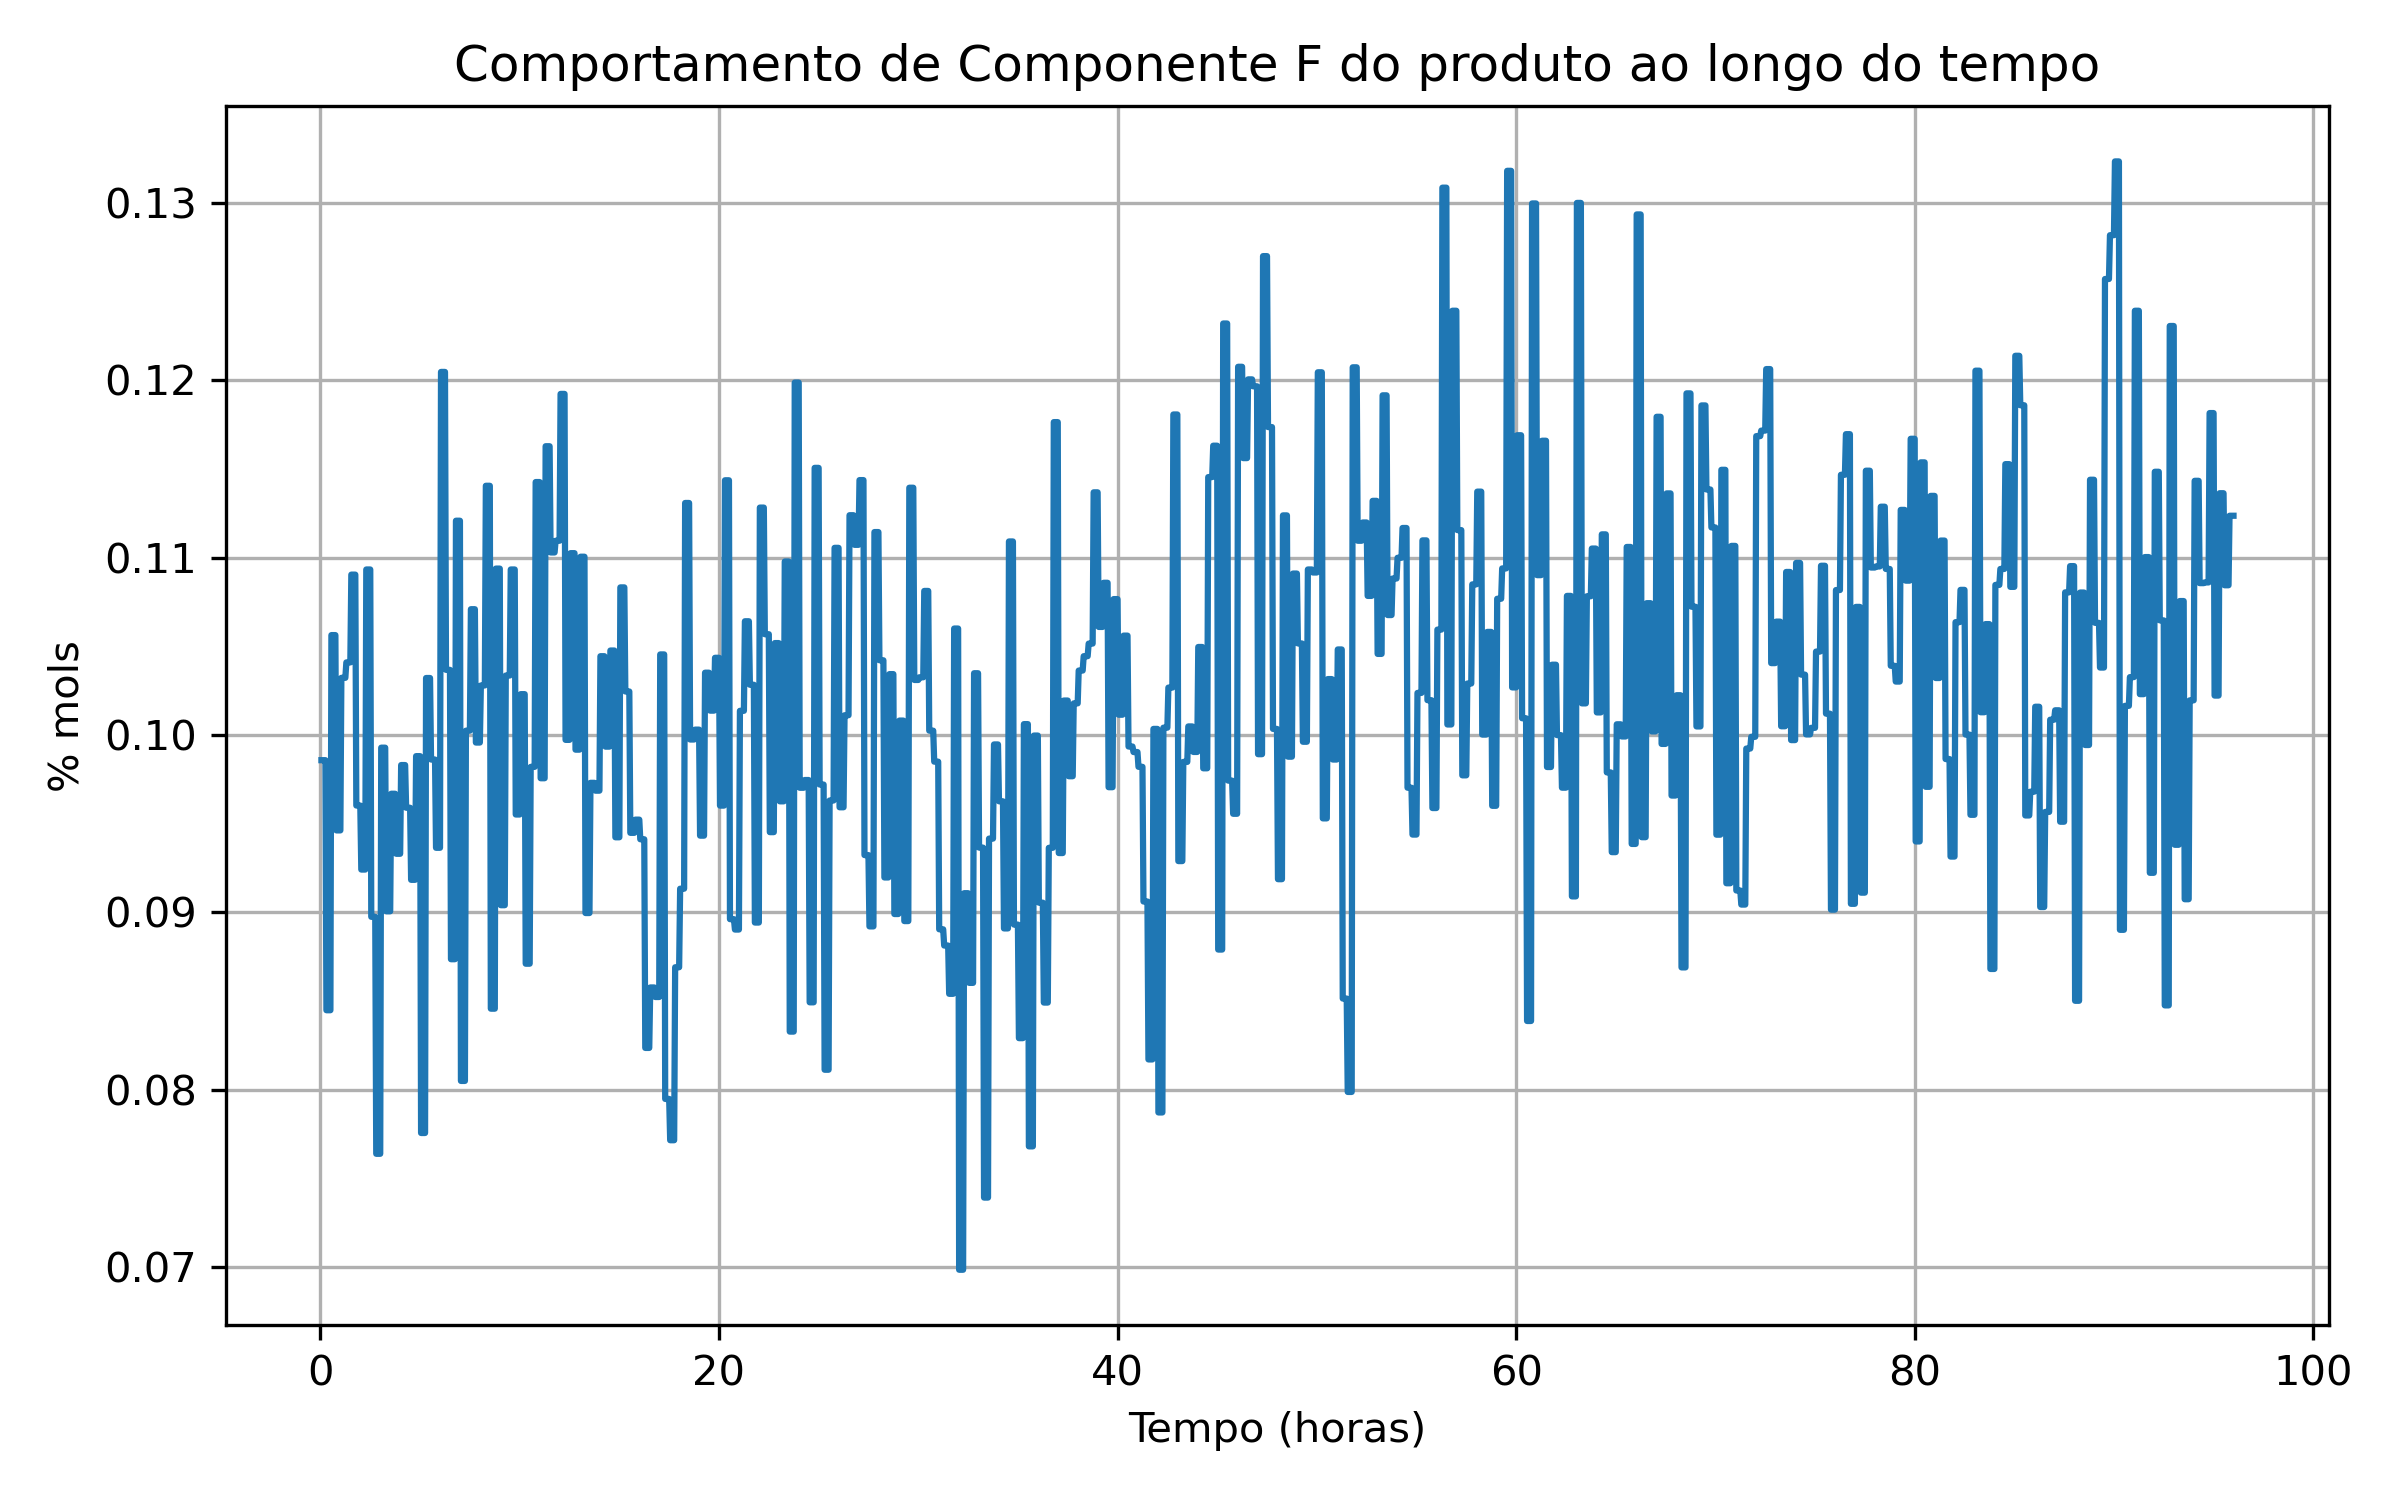 Comportamento de Componente F do produto ao longo do tempo
% mols
0.13
0.12
0.11
0.10
0.09
0.08
0.07
0 20 40 60 80 100
Tempo (horas)